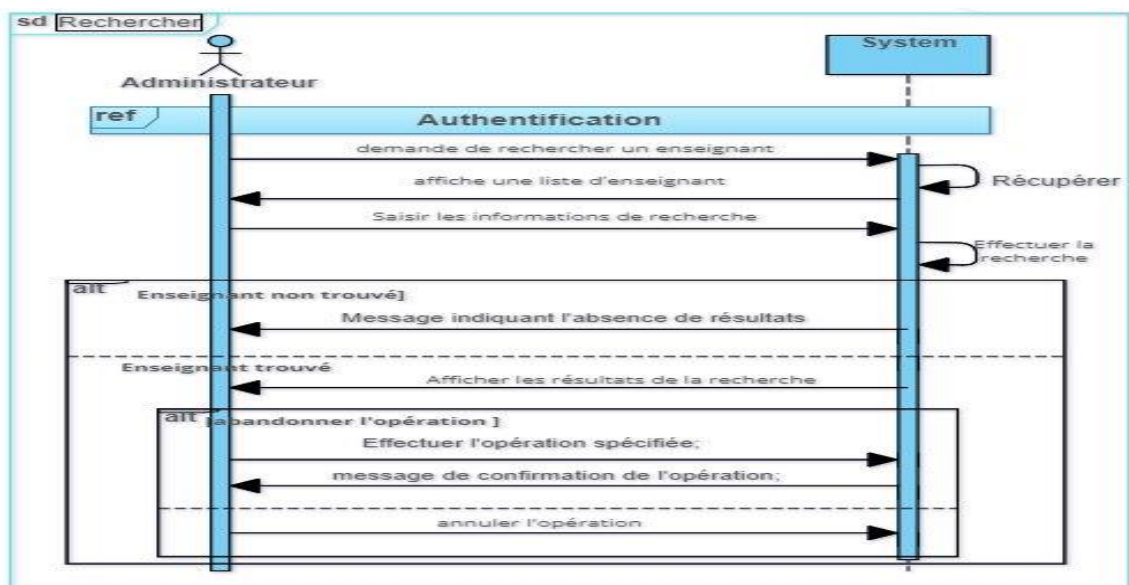 sd Rechercher
System
Administrateur
ref
Authentification
demande de rechercher un enseignant
Récupérer
affiche une liste d'enseignant
Saisir les informations de recherche
Effectuer la
recherche
alt
Enseignant non trouvé]
Message indiquant l'absence de résultats
Enseignant trouvé
Afficher les résultats de la recherche
alt [abandonner l'opération ]
Effectuer l'opération spécifiée;
message de confirmation de l'opération;
annuler l'opération